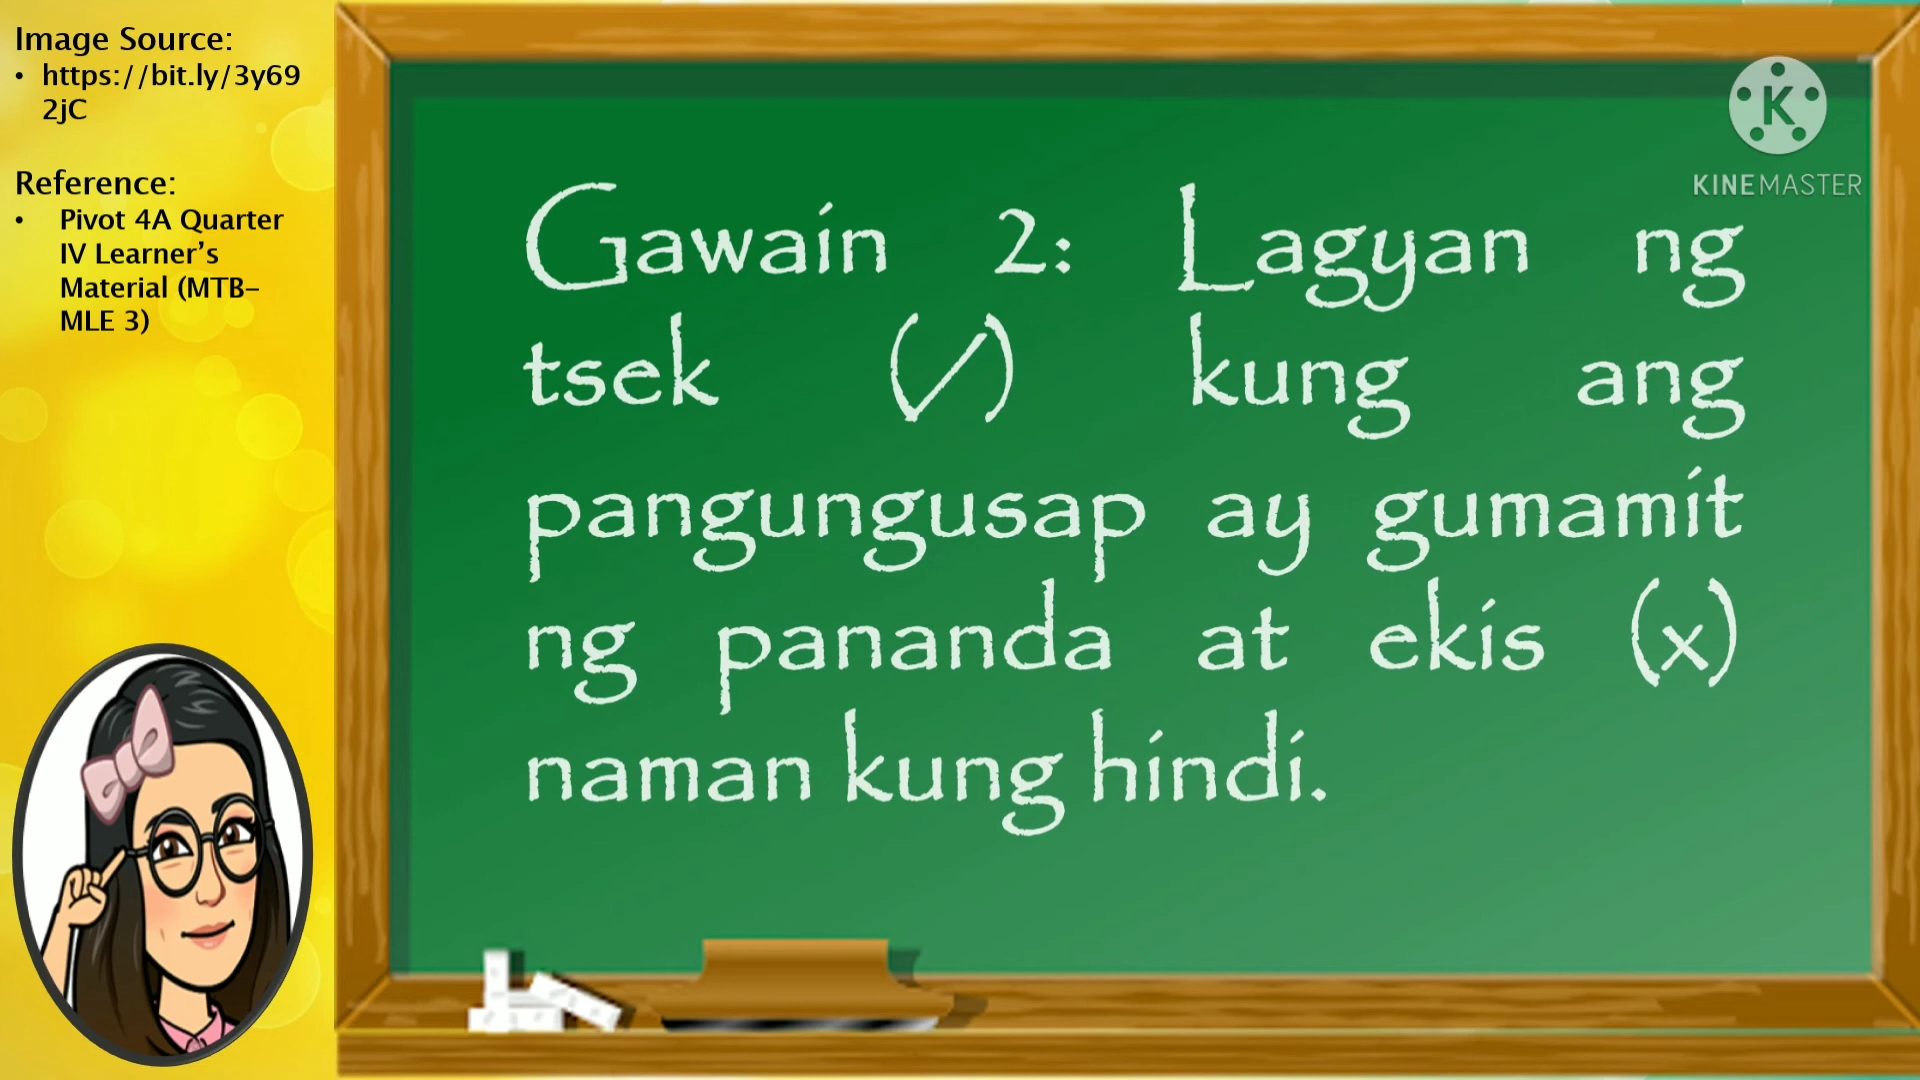 Image Source:
• https://bit.ly/3y69
2jC
Reference:
• Pivot 4A Quarter
IV Learner’s
Material (MTB–
MLE 3)
K
KINEMASTER
Gawain 2: Lagyan ng
tsek (✓) kung ang
pangungusap ay gumamit
ng pananda at ekis (x)
naman kung hindi.